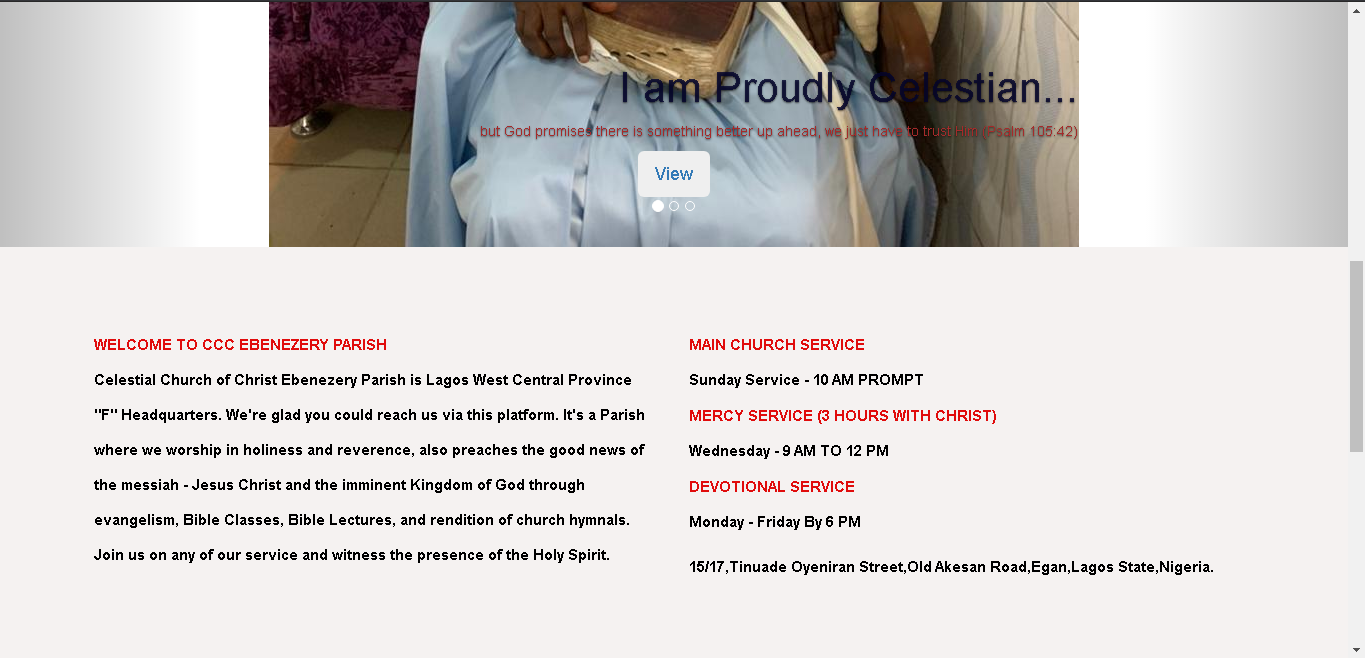 I am Proudly Celestian...
but God promises there is something better up ahead, we just have to trust Him (Psalm 105:42)
View
WELCOME TO CCC EBENEZERY PARISH
Celestial Church of Christ Ebenezery Parish is Lagos West Central Province
"F" Headquarters. We're glad you could reach us via this platform. It's a Parish
where we worship in holiness and reverence, also preaches the good news of
the messiah - Jesus Christ and the imminent Kingdom of God through
evangelism, Bible Classes, Bible Lectures, and rendition of church hymnals.
Join us on any of our service and witness the presence of the Holy Spirit.
MAIN CHURCH SERVICE
Sunday Service - 10 AM PROMPT
MERCY SERVICE (3 HOURS WITH CHRIST)
Wednesday - 9 AM TO 12 PM
DEVOTIONAL SERVICE
Monday - Friday By 6 PM
15/17,Tinuade Oyeniran Street,Old Akesan Road,Egan,Lagos State,Nigeria.